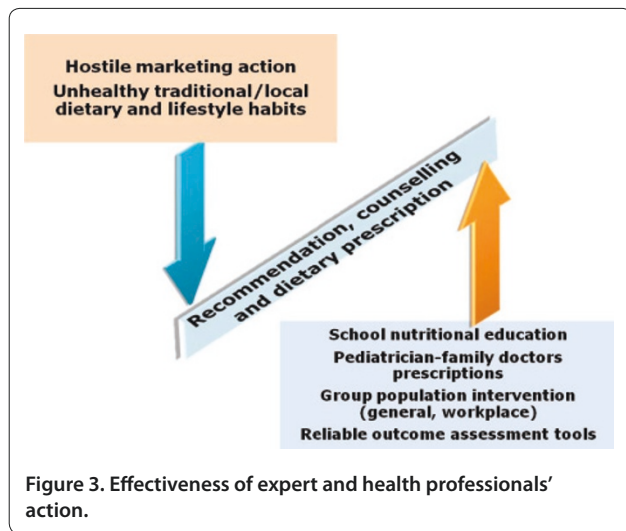 Hostile marketing action
Unhealthy traditional/local
dietary and lifestyle habits
Recommendation, counselling
and dietary prescription
School nutritional education
Pediatrician-family doctors
prescriptions
Group population intervention
(general, workplace)
Reliable outcome assessment tools
Figure 3. Effectiveness of expert and health professionals’
action.